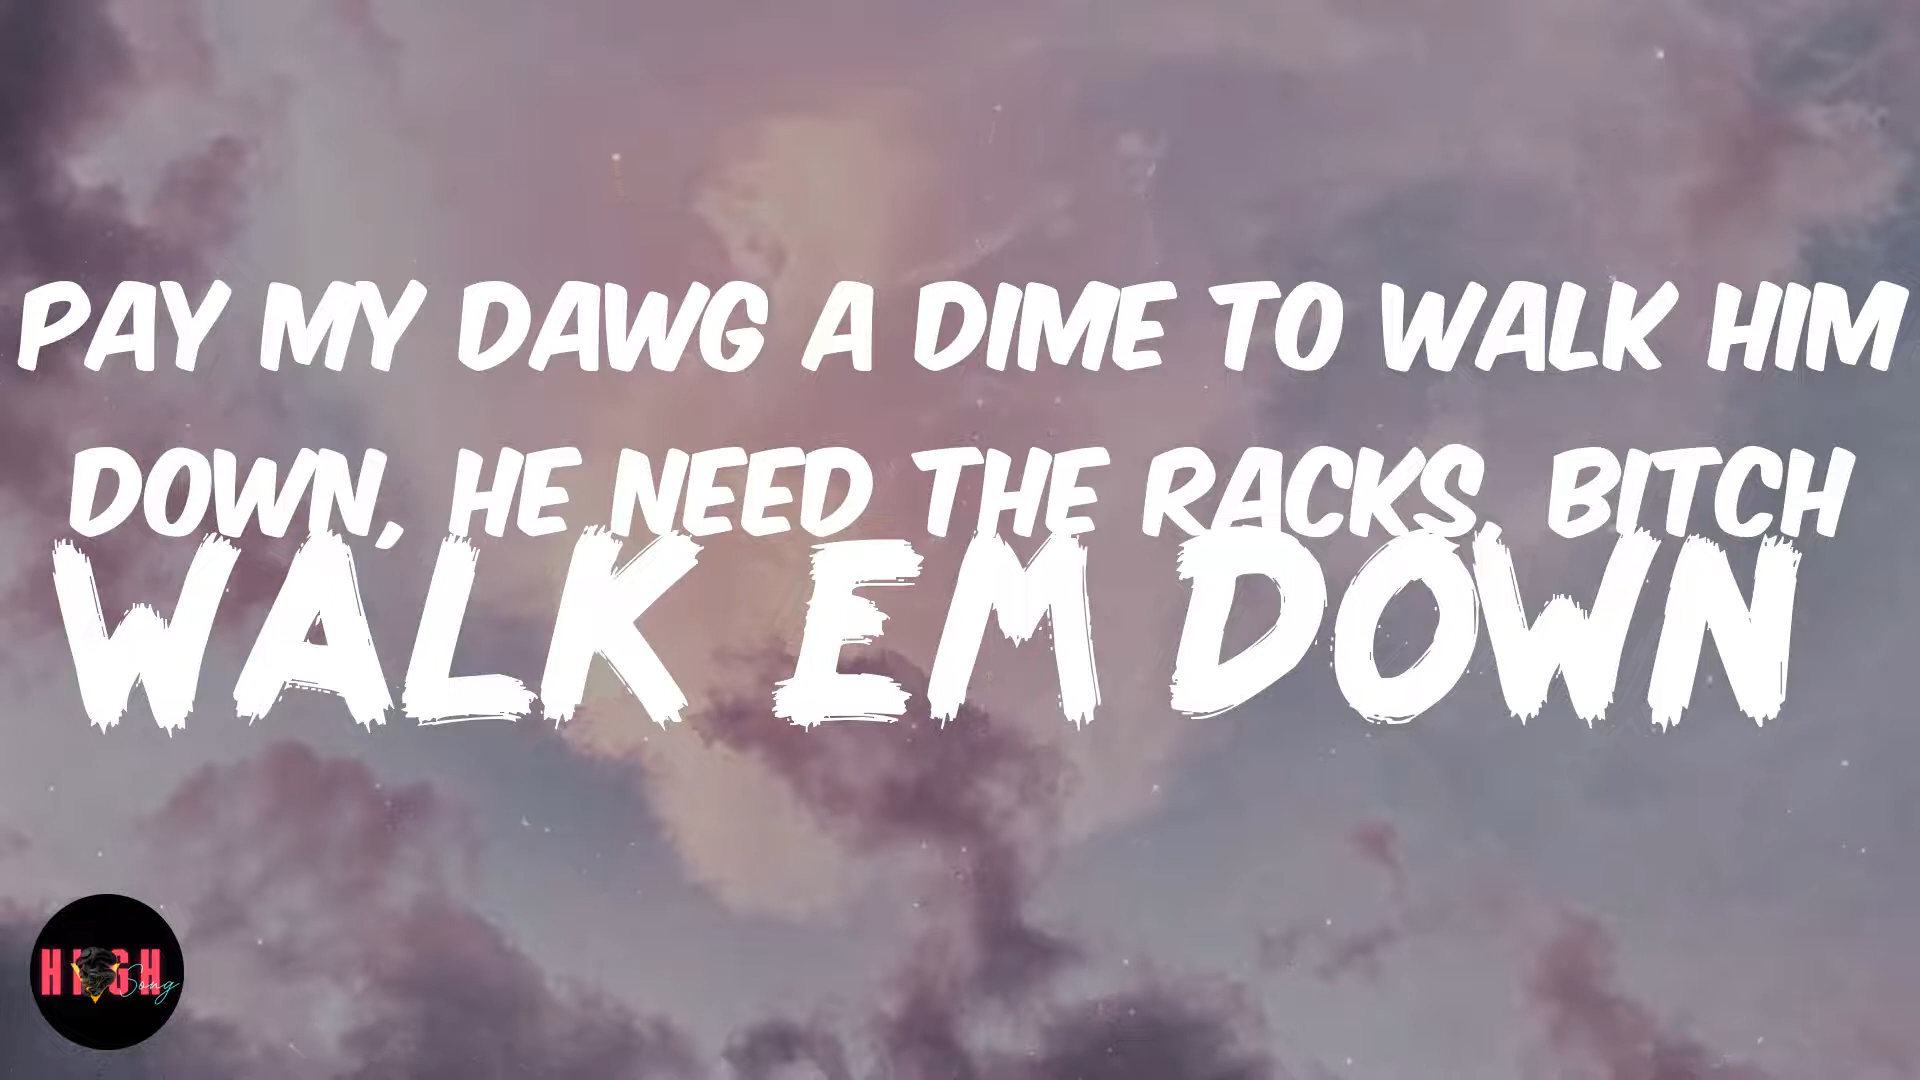 PAY MY DAWG A DIME TO WALK HIM
DOWN, HE NEED THE RACKS, BITCH
WALK EM DOWN
HIGH
Song